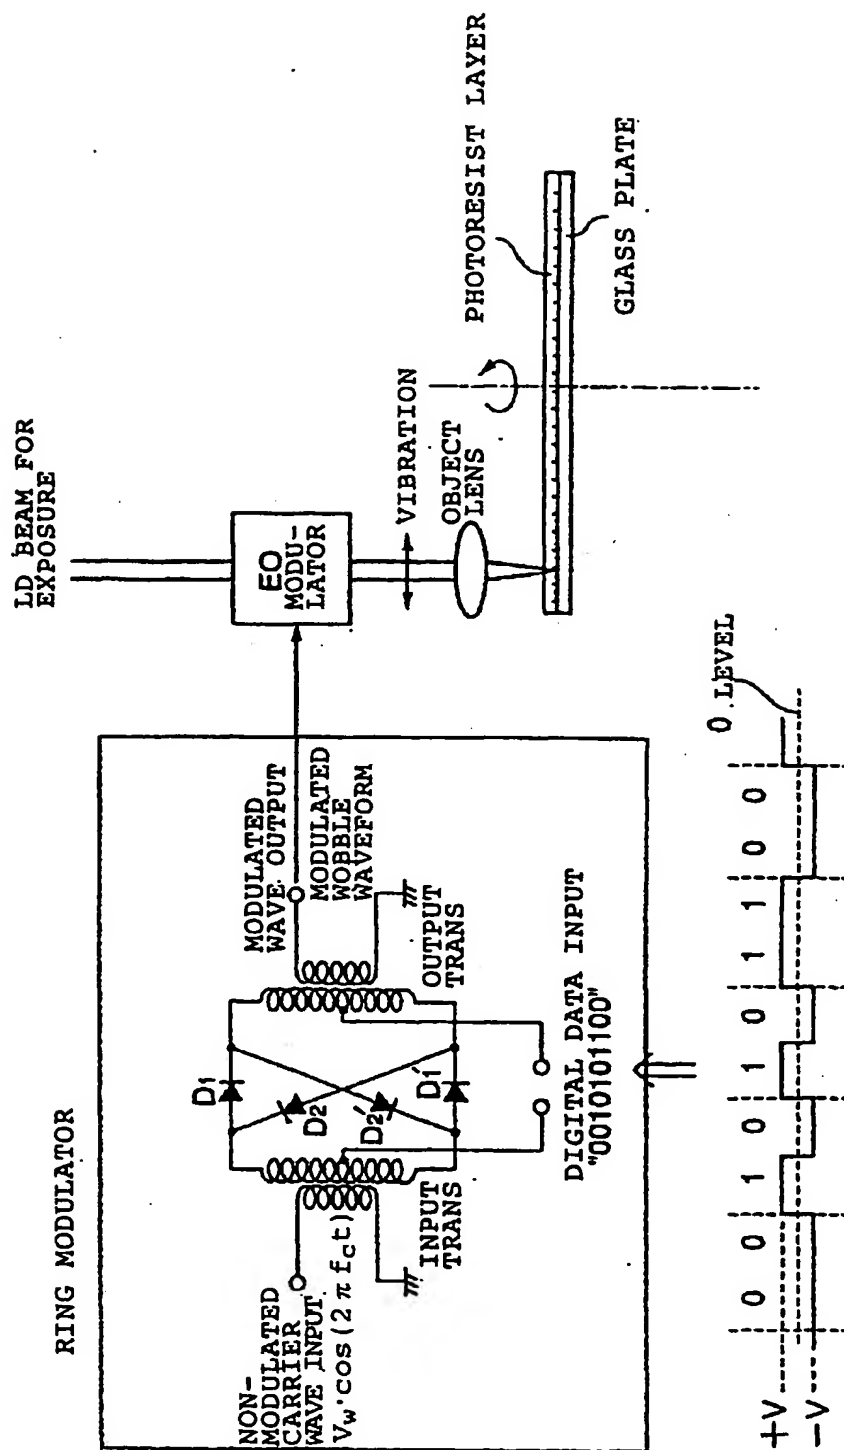 RING MODULATOR
NON-
MODULATED
CARRIER
WAVE INPUT
Vw·cos(2πfct)
INPUT
TRANS
D1
D2
D2'
D1'
MODULATED
WAVE OUTPUT
MODULATED
WOBBLE
WAVEFORM
OUTPUT
TRANS
DIGITAL DATA INPUT
"0010101100"
LD BEAM FOR
EXPOSURE
EO
MODU-
LATOR
VIBRATION
OBJECT
LENS
PHOTORESIST LAYER
GLASS PLATE
+V
-V
0 0 1 0 1 0 1 1 0 0
0 LEVEL